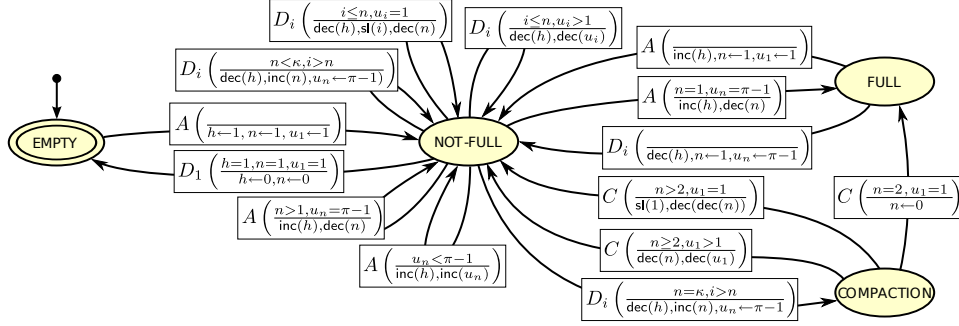 D_i ( i≤n,u_i=1 / dec(h),sl(i),dec(n) )
D_i ( i≤n,u_i>1 / dec(h),dec(u_i) )
D_i ( n<κ,i>n / dec(h),inc(n),u_n←π−1 )
A ( / inc(h),n←1,u_1←1 )
FULL
A ( n=1,u_n=π−1 / inc(h),dec(n) )
A ( / h←1,n←1,u_1←1 )
EMPTY
NOT-FULL
D_i ( / dec(h),n←1,u_n←π−1 )
D_1 ( h=1,n=1,u_1=1 / h←0,n←0 )
C ( n>2,u_1=1 / sl(1),dec(dec(n)) )
C ( n=2,u_1=1 / n←0 )
A ( n>1,u_n=π−1 / inc(h),dec(n) )
C ( n≥2,u_1>1 / dec(n),dec(u_1) )
A ( u_n<π−1 / inc(h),inc(u_n) )
D_i ( n=κ,i>n / dec(h),inc(n),u_n←π−1 )
COMPACTION